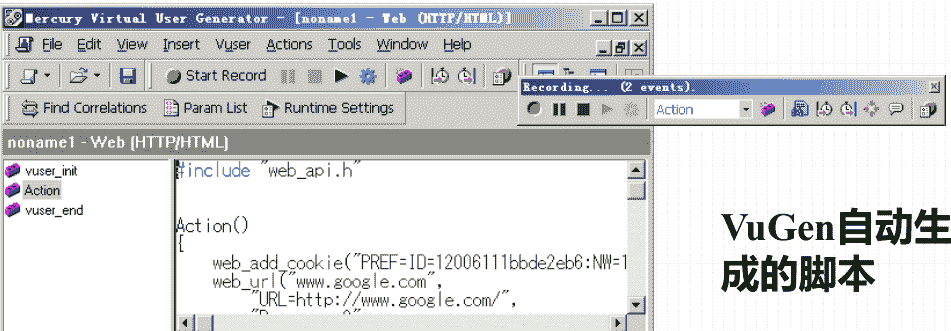 Mercury Virtual User Generator - [noname1 - Web (HTTP/HTML)]
File Edit View Insert Vuser Actions Tools Window Help
Start Record
Recording... (2 events).
Find Correlations Param List Runtime Settings
Action
noname1 - Web (HTTP/HTML)
vuser_init
Action
vuser_end
#include "web_api.h"
Action()
{
web_add_cookie("PREF=ID=12006111bbde2eb6:NW=1
web_url("www.google.com",
"URL=http://www.google.com/",
VuGen自动生
成的脚本